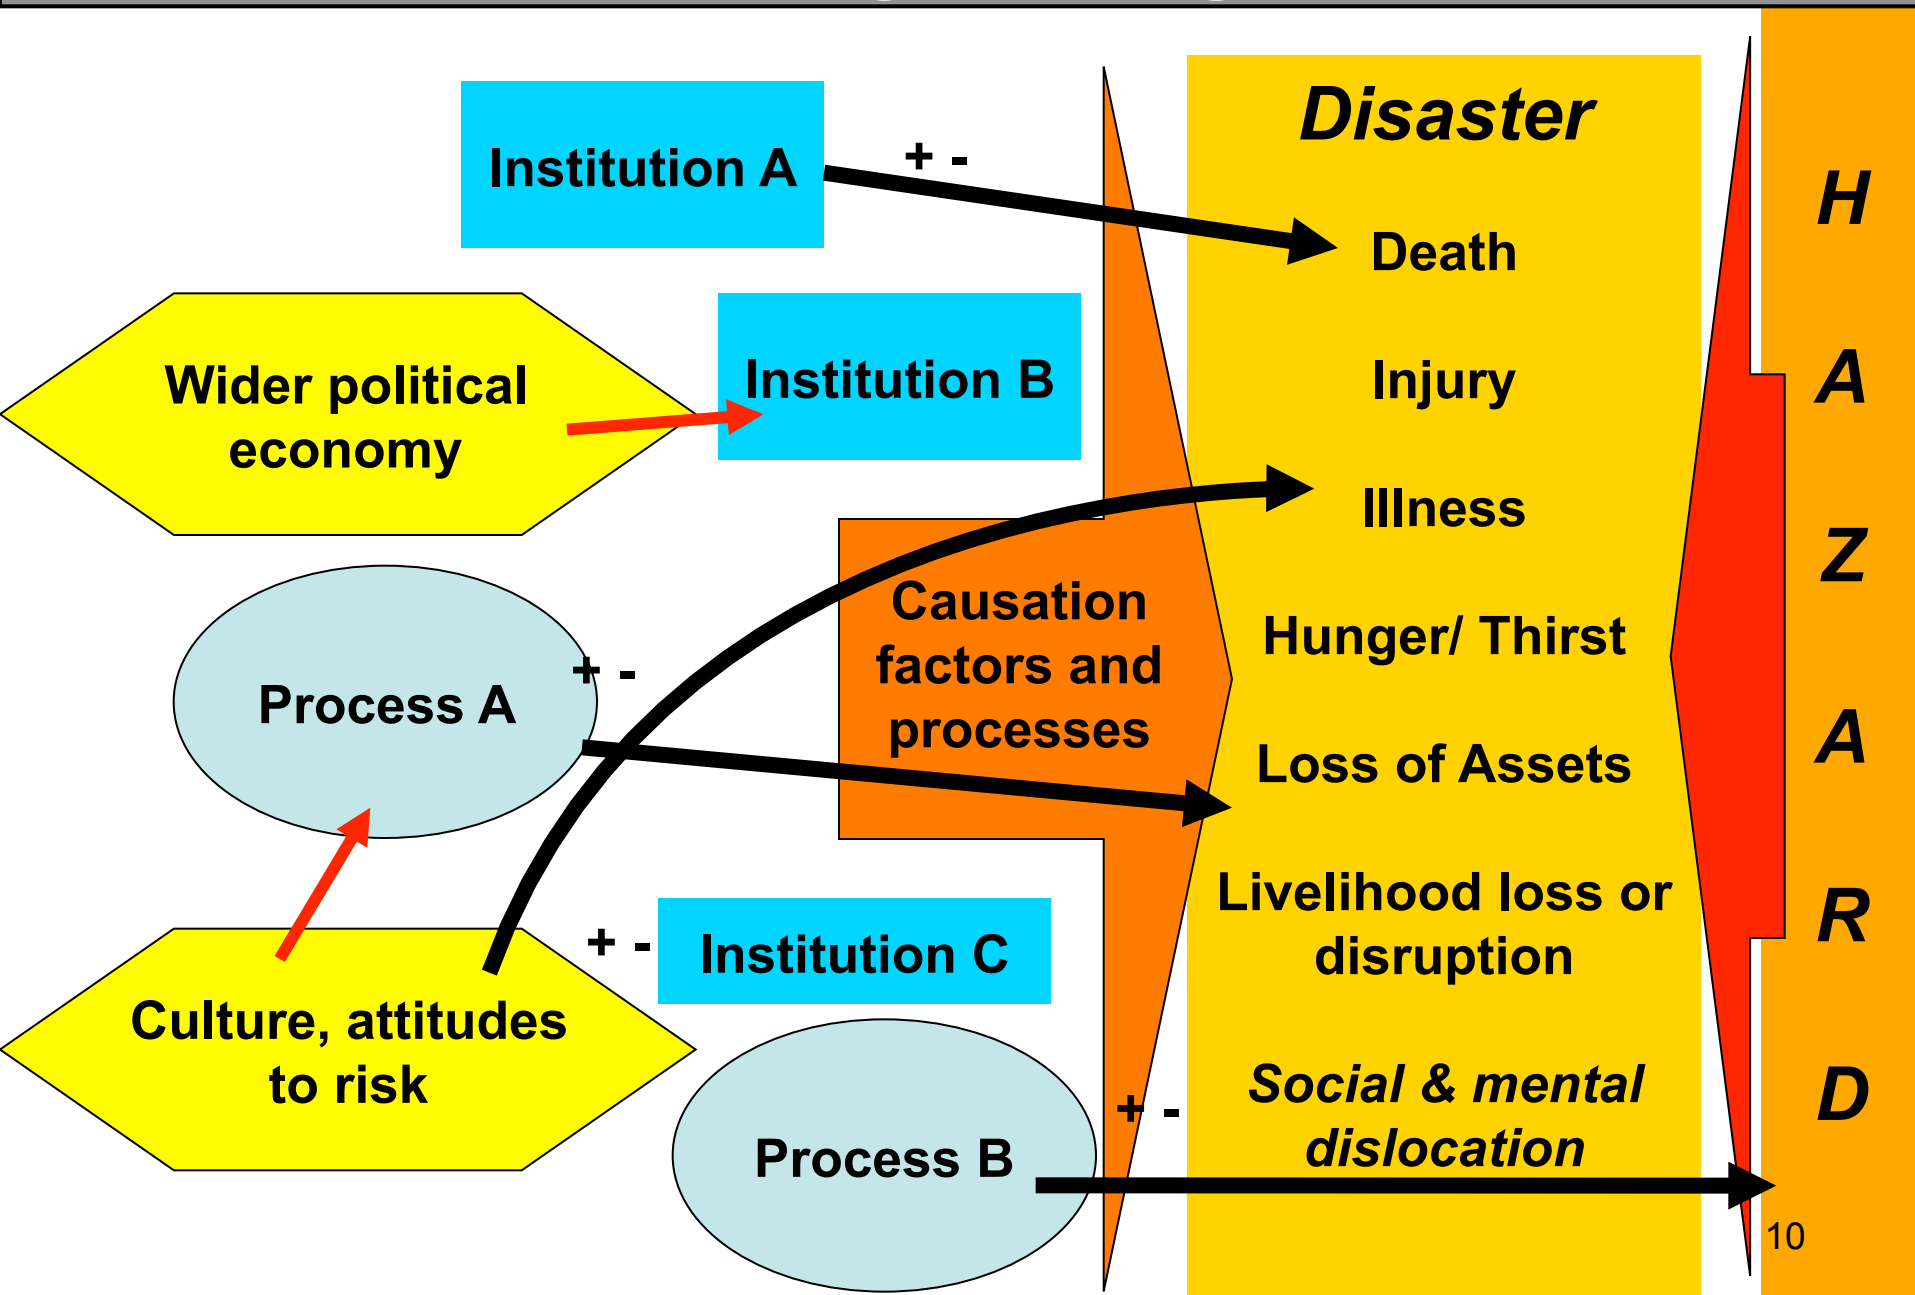 Institution A
+ -
Wider political
economy
Institution B
Process A
+ -
Causation
factors and
processes
Culture, attitudes
to risk
+ -
Institution C
Process B
+ -
Disaster
Death
Injury
Illness
Hunger/ Thirst
Loss of Assets
Livelihood loss or
disruption
Social & mental
dislocation
H
A
Z
A
R
D
10